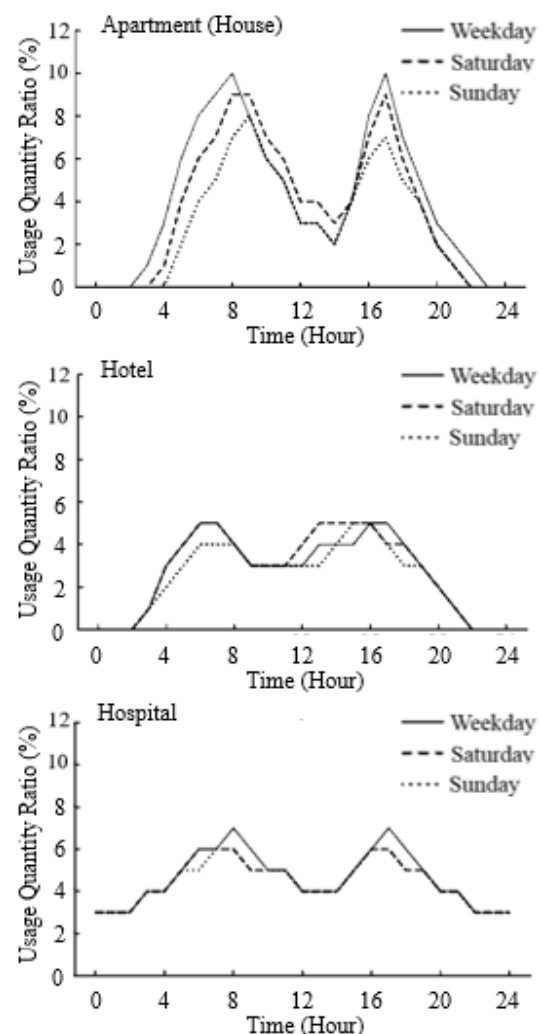 Apartment (House)
Weekday
Saturday
Sunday
Usage Quantity Ratio (%)
12
10
8
6
4
2
0
0 4 8 12 16 20 24
Time (Hour)
Hotel
Weekday
Saturday
Sunday
Usage Quantity Ratio (%)
12
10
8
6
4
2
0
0 4 8 12 16 20 24
Time (Hour)
Hospital
Weekday
Saturday
Sunday
Usage Quantity Ratio (%)
12
10
8
6
4
2
0
0 4 8 12 16 20 24
Time (Hour)